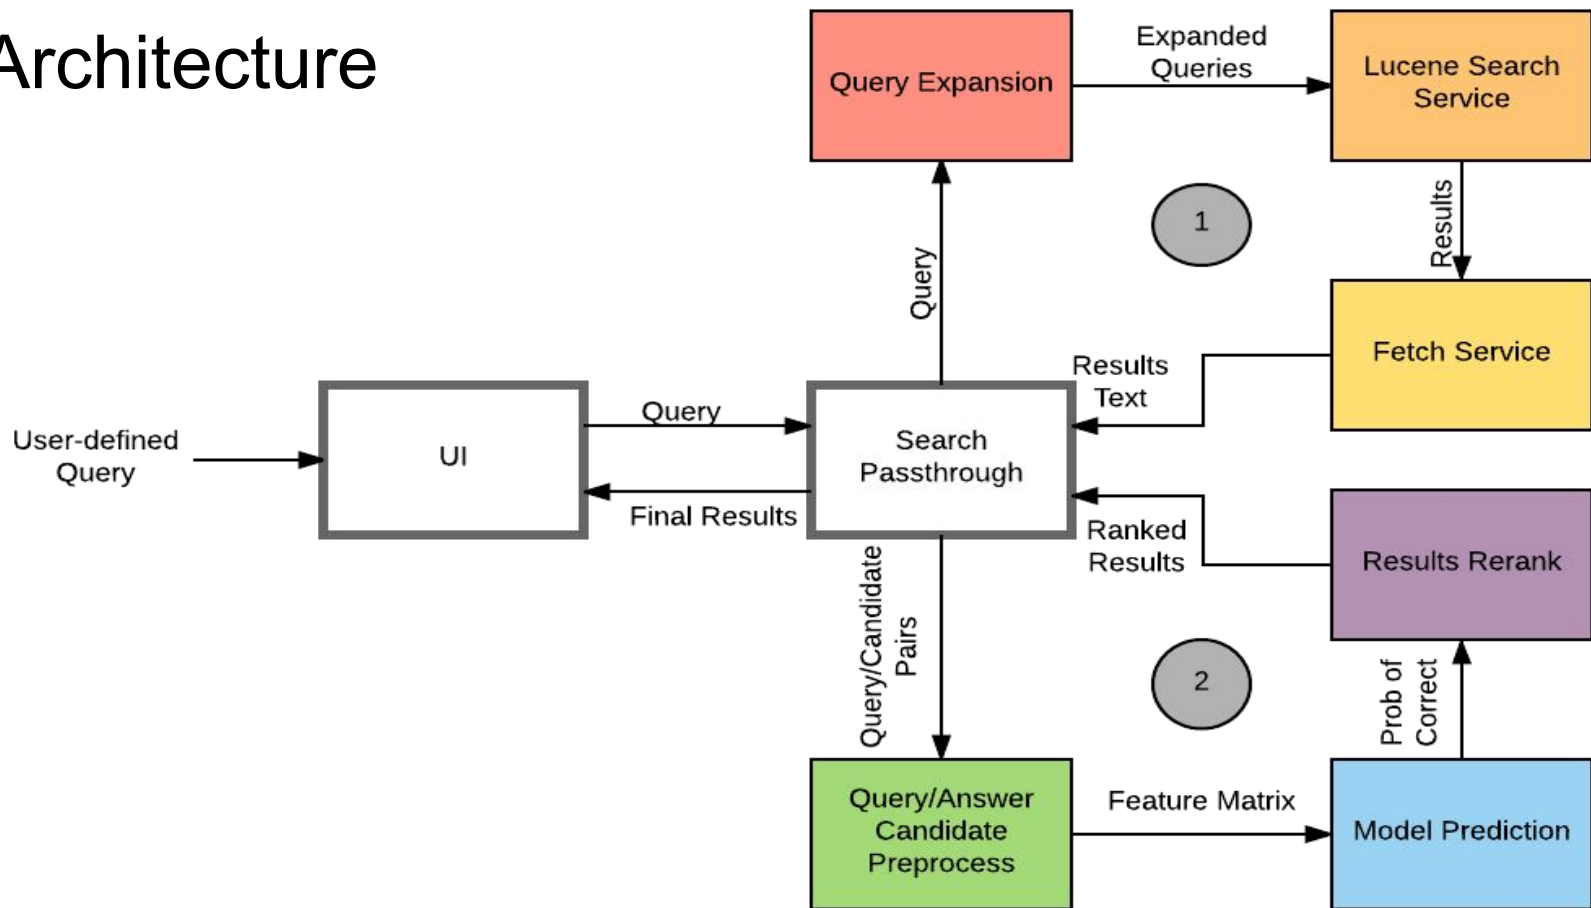 Architecture
Query Expansion
Expanded
Queries
Lucene Search
Service
1
Results
Query
Fetch Service
Results
Text
User-defined
Query
UI
Query
Final Results
Search
Passthrough
Ranked
Results
Results Rerank
Query/Candidate
Pairs
2
Prob of
Correct
Query/Answer
Candidate
Preprocess
Feature Matrix
Model Prediction